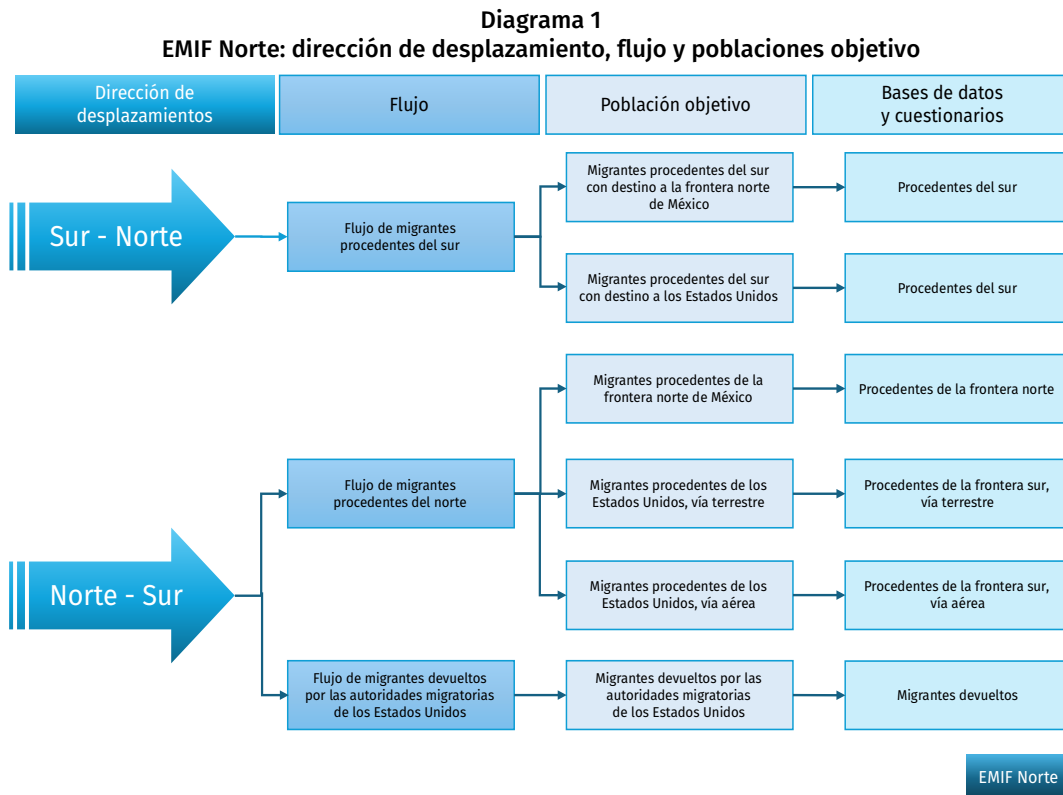 Diagrama 1
EMIF Norte: dirección de desplazamiento, flujo y poblaciones objetivo
Dirección de
desplazamientos
Flujo
Población objetivo
Bases de datos
y cuestionarios
Sur - Norte
Flujo de migrantes
procedentes del sur
Migrantes procedentes del sur
con destino a la frontera norte
de México
Procedentes del sur
Migrantes procedentes del sur
con destino a los Estados Unidos
Procedentes del sur
Norte - Sur
Flujo de migrantes
procedentes del norte
Migrantes procedentes de la
frontera norte de México
Procedentes de la frontera norte
Migrantes procedentes de los
Estados Unidos, vía terrestre
Procedentes de la frontera sur,
vía terrestre
Migrantes procedentes de los
Estados Unidos, vía aérea
Procedentes de la frontera sur,
vía aérea
Flujo de migrantes devueltos
por las autoridades migratorias
de los Estados Unidos
Migrantes devueltos por las
autoridades migratorias
de los Estados Unidos
Migrantes devueltos
EMIF Norte